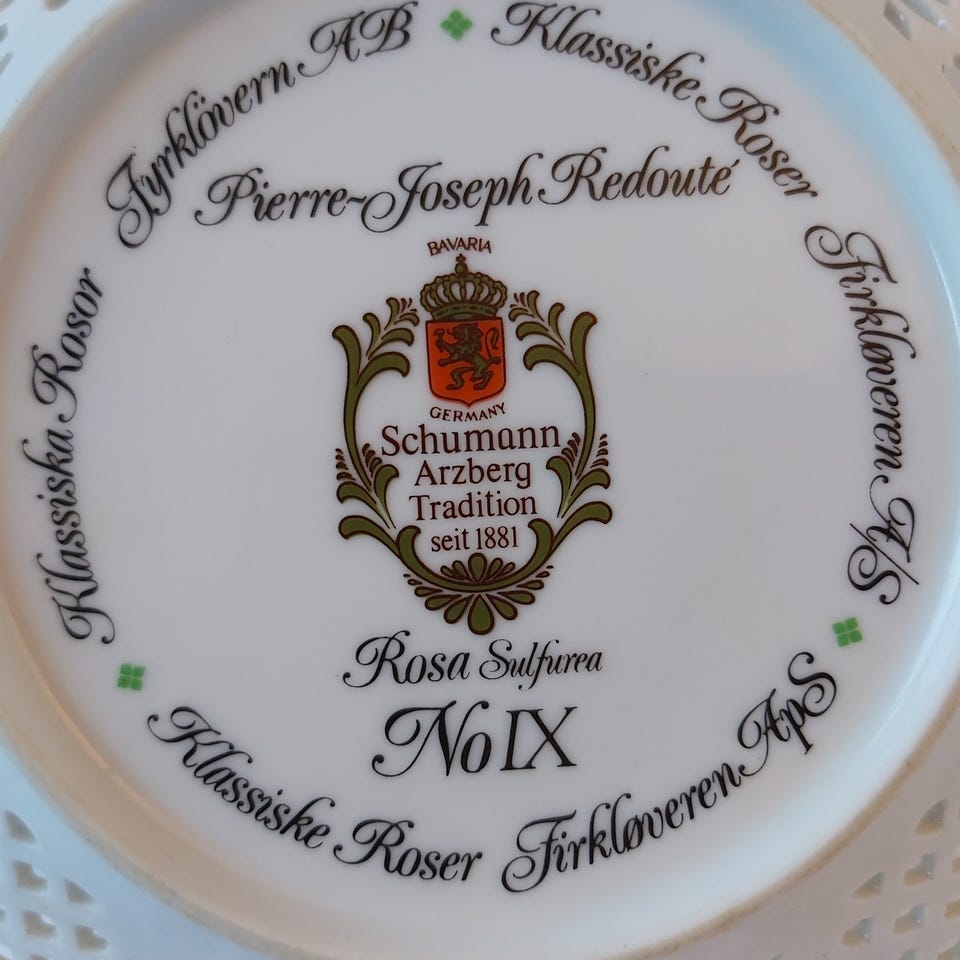 Klassiska Rosor Fyrklövern AB
Klassiske Roser Firkløveren A/S
Klassiske Roser Firkløveren ApS
Pierre-Joseph Redouté
BAVARIA
GERMANY
Schumann
Arzberg
Tradition
seit 1881
Rosa Sulfurea
No IX